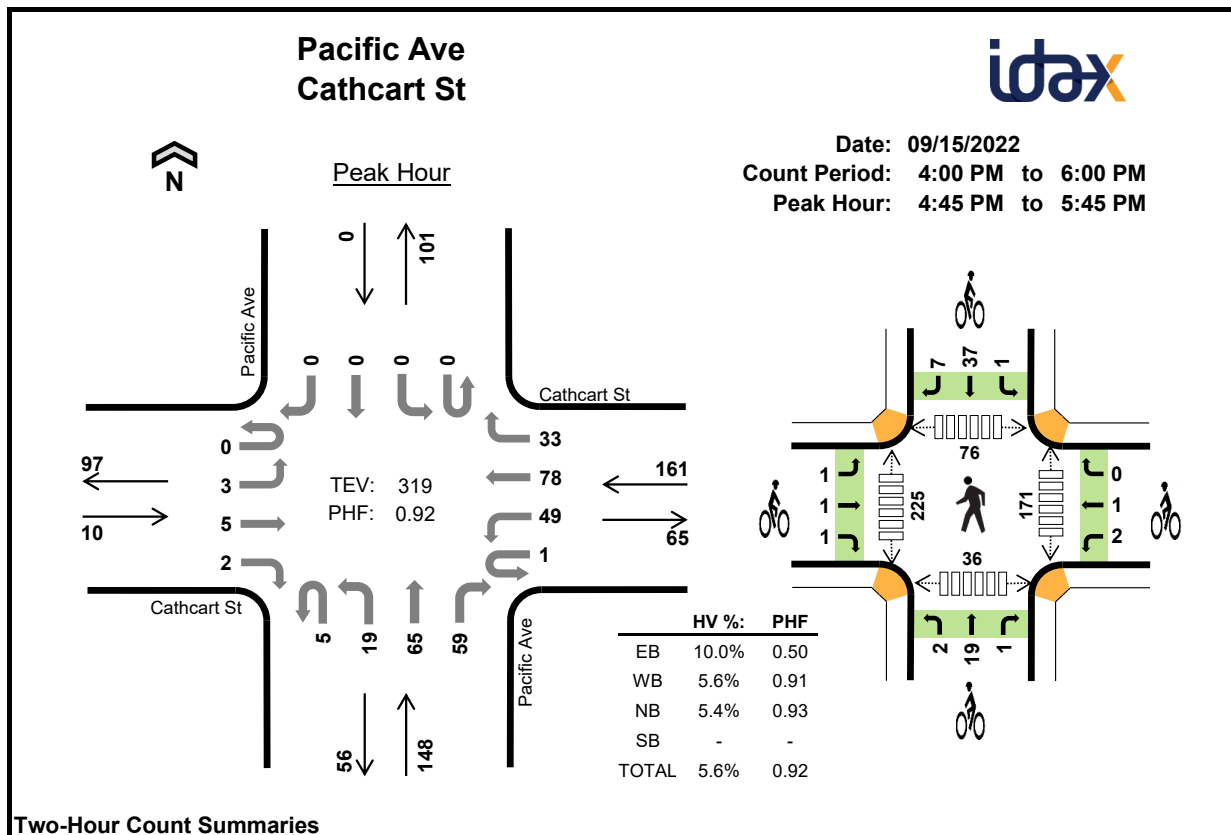 Pacific Ave
Cathcart St
idax
N
Peak Hour
Date: 09/15/2022
Count Period: 4:00 PM to 6:00 PM
Peak Hour: 4:45 PM to 5:45 PM
0
101
Pacific Ave
0 0 0 0
Cathcart St
0
3
5
2
33
78
49
1
97
10
161
65
TEV: 319
PHF: 0.92
Cathcart St
5 19 65 59
Pacific Ave
56
148
HV %: PHF
EB 10.0% 0.50
WB 5.6% 0.91
NB 5.4% 0.93
SB - -
TOTAL 5.6% 0.92
7 37 1
76
1
1
1
225
171
0
1
2
36
2 19 1
Two-Hour Count Summaries